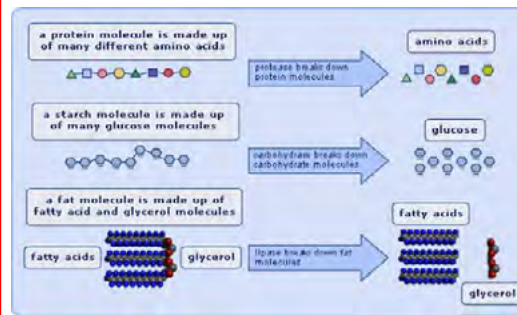 a protein molecule is made up
of many different amino acids
protease breaks down
protein molecules
amino acids
a starch molecule is made up
of many glucose molecules
carbohydrase breaks down
carbohydrate molecules
glucose
a fat molecule is made up of
fatty acid and glycerol molecules
fatty acids
glycerol
lipase breaks down fat
molecules
fatty acids
glycerol